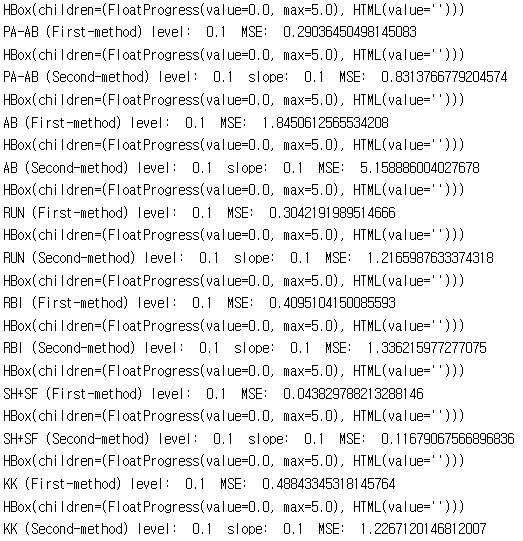 HBox(children=(FloatProgress(value=0.0, max=5.0), HTML(value='')))
PA-AB (First-method) level:  0.1  MSE:  0.29036450498145083
HBox(children=(FloatProgress(value=0.0, max=5.0), HTML(value='')))
PA-AB (Second-method) level:  0.1  slope:  0.1  MSE:  0.8313766779204574
HBox(children=(FloatProgress(value=0.0, max=5.0), HTML(value='')))
AB (First-method) level:  0.1  MSE:  1.8450612565534208
HBox(children=(FloatProgress(value=0.0, max=5.0), HTML(value='')))
AB (Second-method) level:  0.1  slope:  0.1  MSE:  5.158886004027678
HBox(children=(FloatProgress(value=0.0, max=5.0), HTML(value='')))
RUN (First-method) level:  0.1  MSE:  0.3042191989514666
HBox(children=(FloatProgress(value=0.0, max=5.0), HTML(value='')))
RUN (Second-method) level:  0.1  slope:  0.1  MSE:  1.2165987633374318
HBox(children=(FloatProgress(value=0.0, max=5.0), HTML(value='')))
RBI (First-method) level:  0.1  MSE:  0.4095104150085593
HBox(children=(FloatProgress(value=0.0, max=5.0), HTML(value='')))
RBI (Second-method) level:  0.1  slope:  0.1  MSE:  1.336215977277075
HBox(children=(FloatProgress(value=0.0, max=5.0), HTML(value='')))
SH+SF (First-method) level:  0.1  MSE:  0.043829788213288146
HBox(children=(FloatProgress(value=0.0, max=5.0), HTML(value='')))
SH+SF (Second-method) level:  0.1  slope:  0.1  MSE:  0.11679067566896836
HBox(children=(FloatProgress(value=0.0, max=5.0), HTML(value='')))
KK (First-method) level:  0.1  MSE:  0.48843345318145764
HBox(children=(FloatProgress(value=0.0, max=5.0), HTML(value='')))
KK (Second-method) level:  0.1  slope:  0.1  MSE:  1.2267120146812007